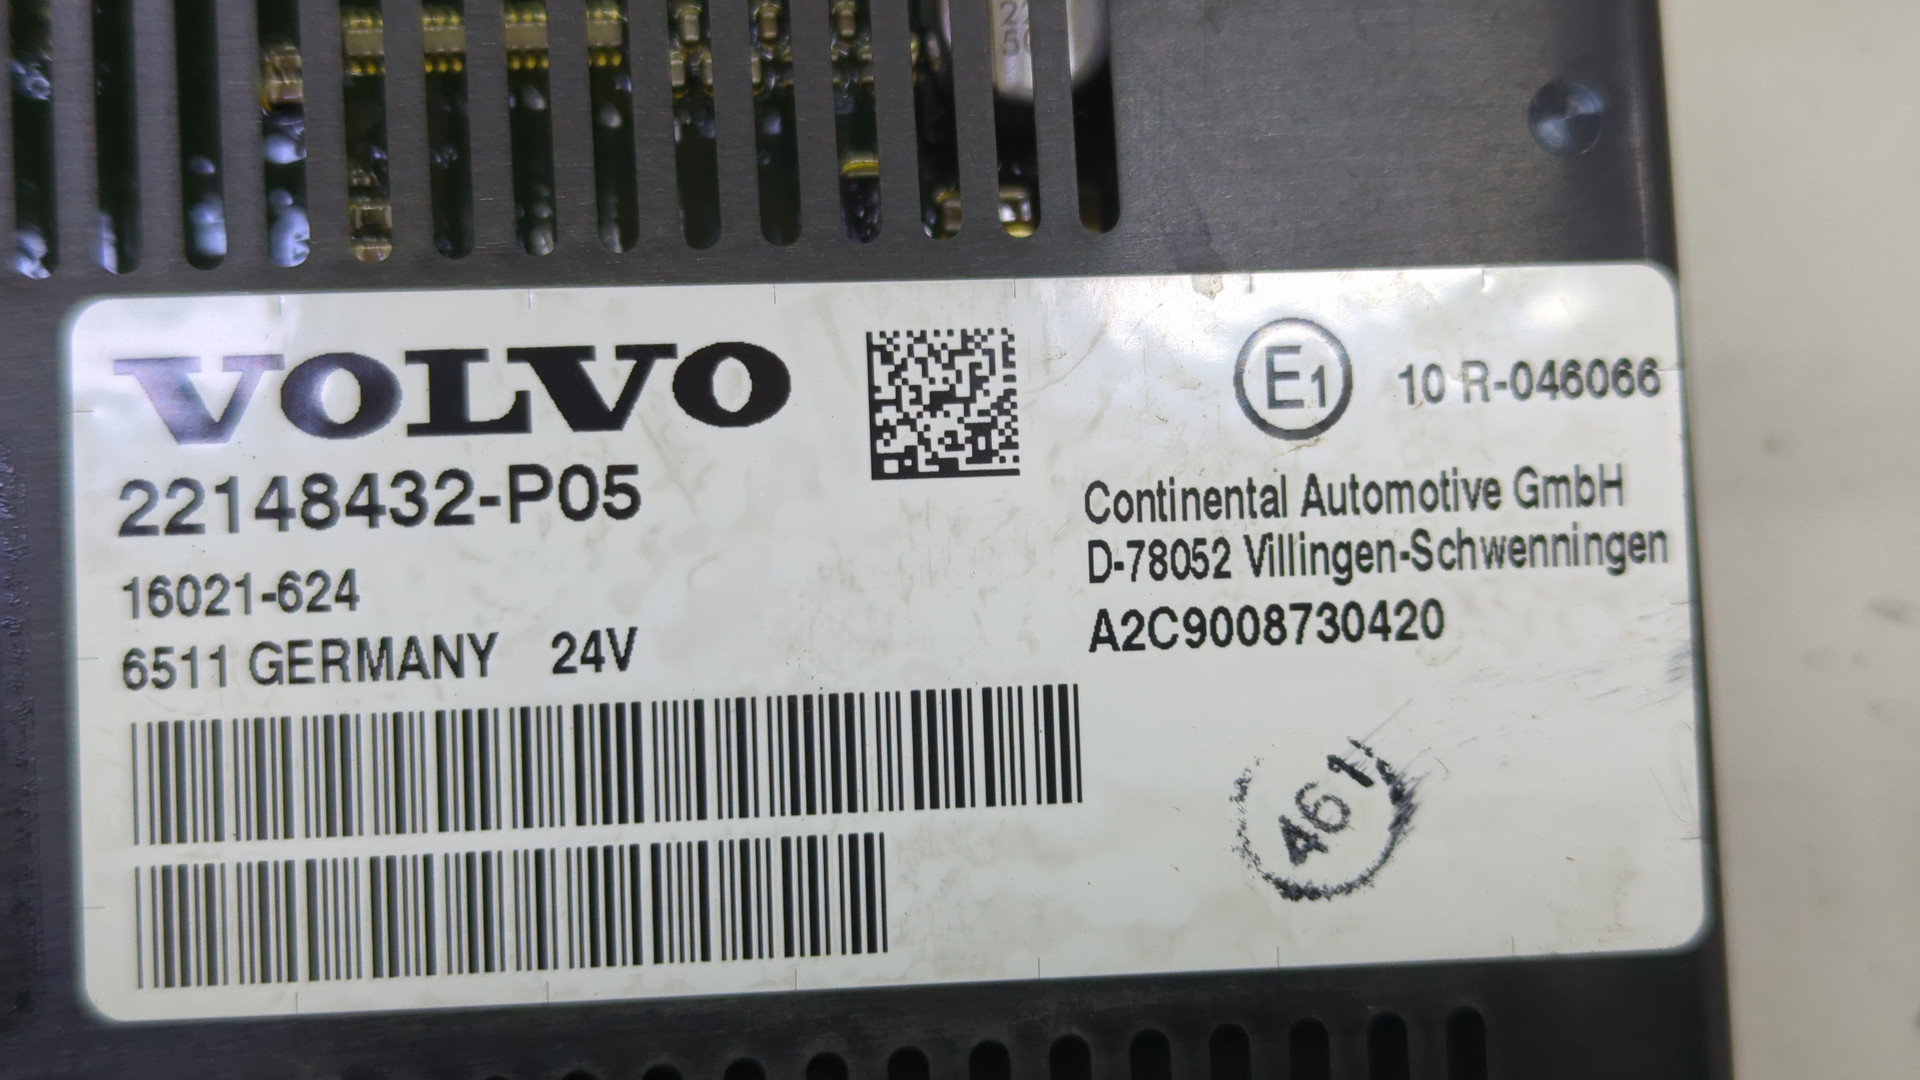 VOLVO
22148432-P05
16021-624
6511 GERMANY 24V
E1 10 R-046066
Continental Automotive GmbH
D-78052 Villingen-Schwenningen
A2C9008730420
461